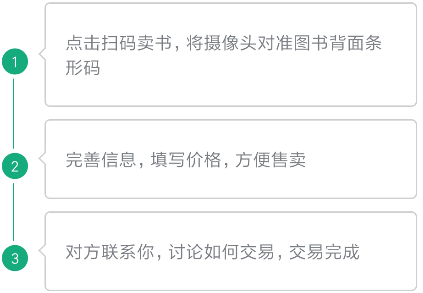 1
点击扫码卖书，将摄像头对准图书背面条
形码
2
完善信息，填写价格，方便售卖
3
对方联系你，讨论如何交易，交易完成